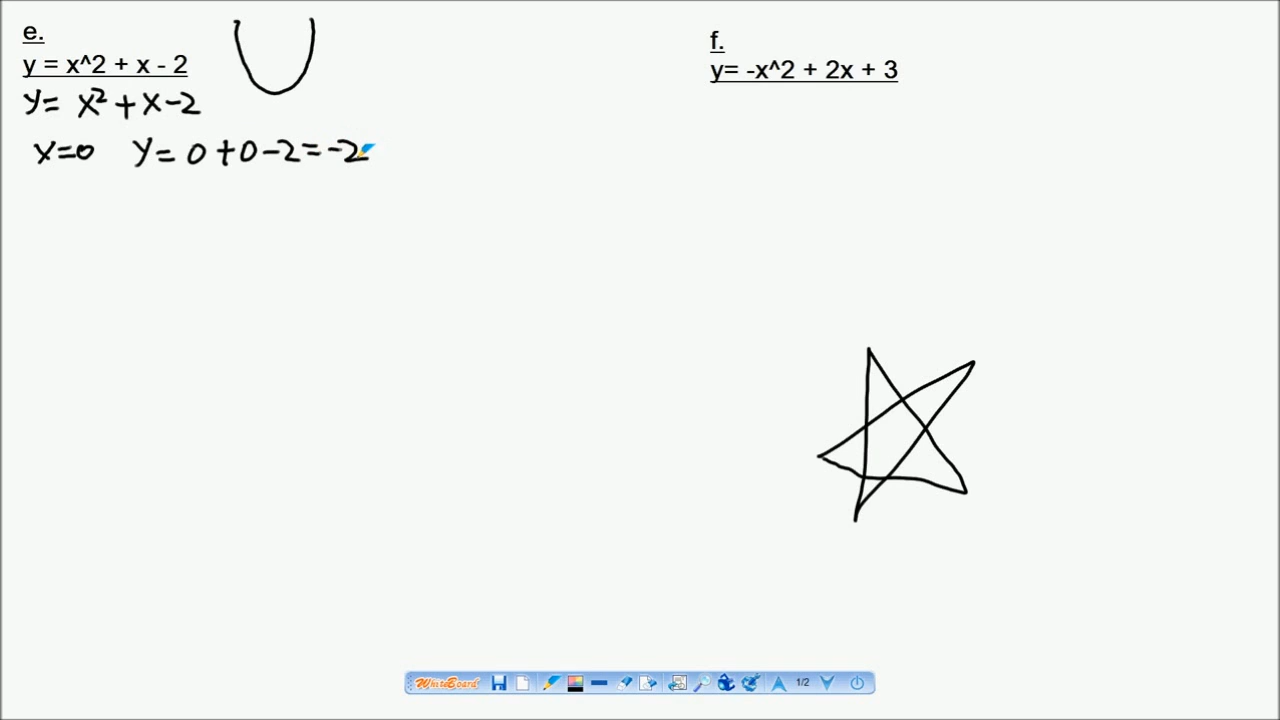 e.
y = x^2 + x - 2
y = x² + x - 2
x=0 y = 0 + 0 - 2 = -2
f.
y= -x^2 + 2x + 3
WhiteBoard
1/2